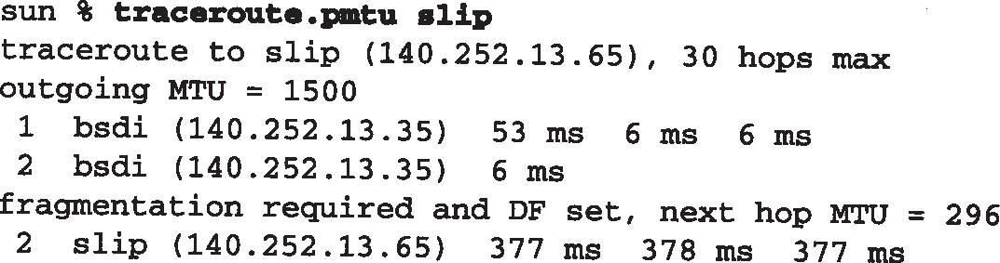 sun % traceroute.pmtu slip
traceroute to slip (140.252.13.65), 30 hops max
outgoing MTU = 1500
 1  bsdi (140.252.13.35)  53 ms  6 ms  6 ms
 2  bsdi (140.252.13.35)  6 ms
fragmentation required and DF set, next hop MTU = 296
 2  slip (140.252.13.65)  377 ms  378 ms  377 ms